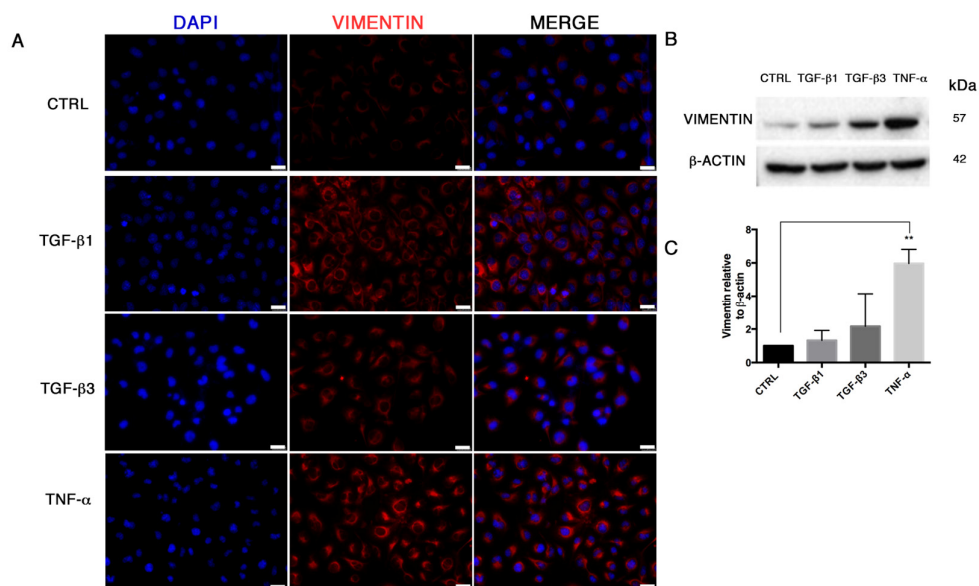 A
DAPI VIMENTIN MERGE
CTRL
TGF-β1
TGF-β3
TNF-α
B
CTRL TGF-β1 TGF-β3 TNF-α kDa
VIMENTIN 57
β-ACTIN 42
C
Vimentin relative
to β-actin
8
6
4
2
0
**
CTRL
TGF-β1
TGF-β3
TNF-α